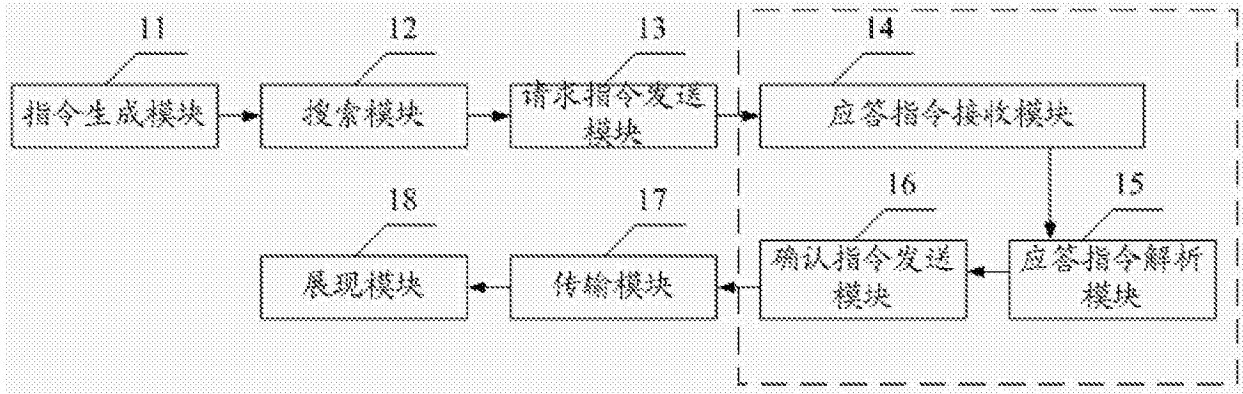 11
12
13
14
指令生成模块
搜索模块
请求指令发送
模块
应答指令接收模块
18
17
16
15
展现模块
传输模块
确认指令发送
模块
应答指令解析
模块